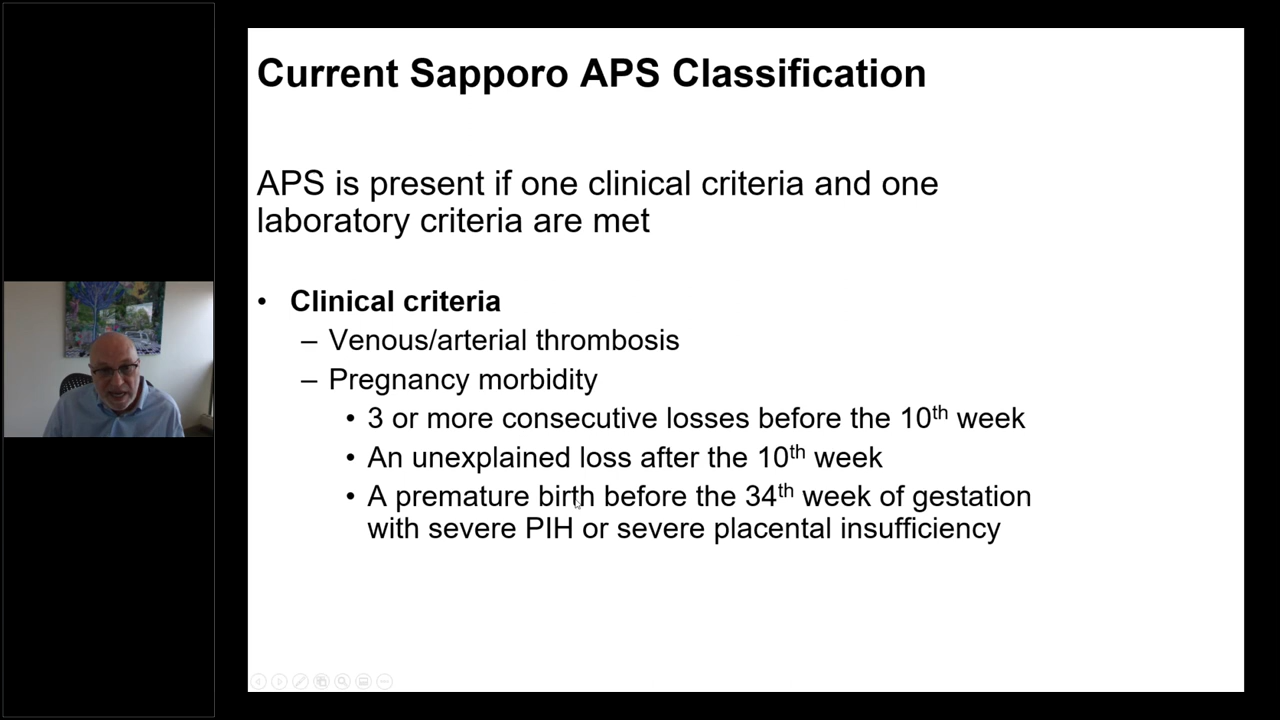 Current Sapporo APS Classification
APS is present if one clinical criteria and one
laboratory criteria are met
• Clinical criteria
– Venous/arterial thrombosis
– Pregnancy morbidity
• 3 or more consecutive losses before the 10th week
• An unexplained loss after the 10th week
• A premature birth before the 34th week of gestation
with severe PIH or severe placental insufficiency